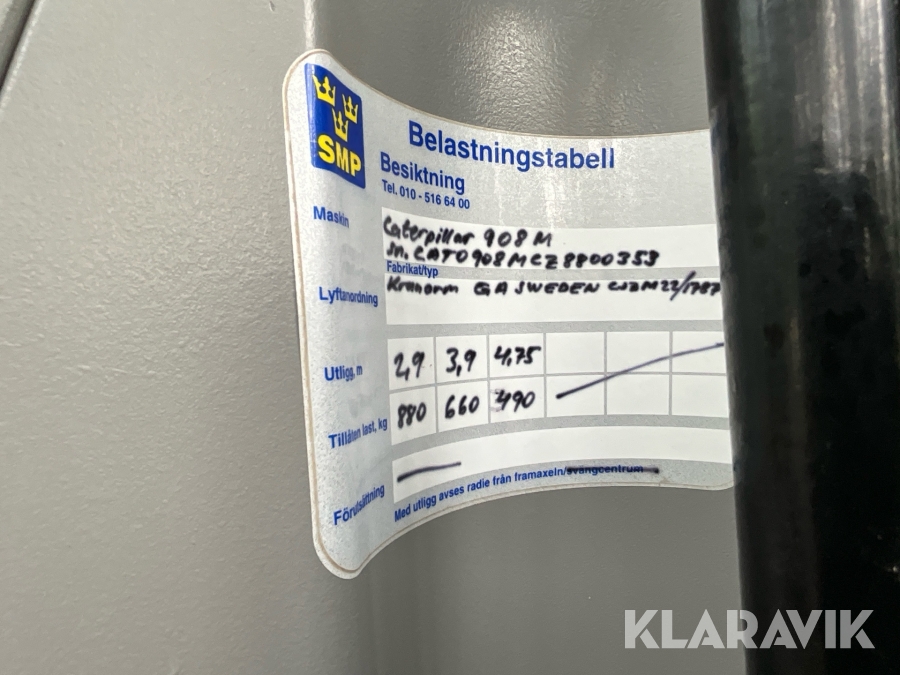 SMP
Belastningstabell
Besiktning
Tel. 010 - 516 64 00
Maskin
Caterpillar 908 M
sn. CAT0908MCZ8800353
Fabrikat/typ
Lyftanordning
Kranarm GA SWEDEN
Utligg, m 2,9 3,9 4,75
Tillåten last, kg 880 660 490
Förutsättning
Med utligg avses radie från framaxeln/svängcentrum
KLARAVIK